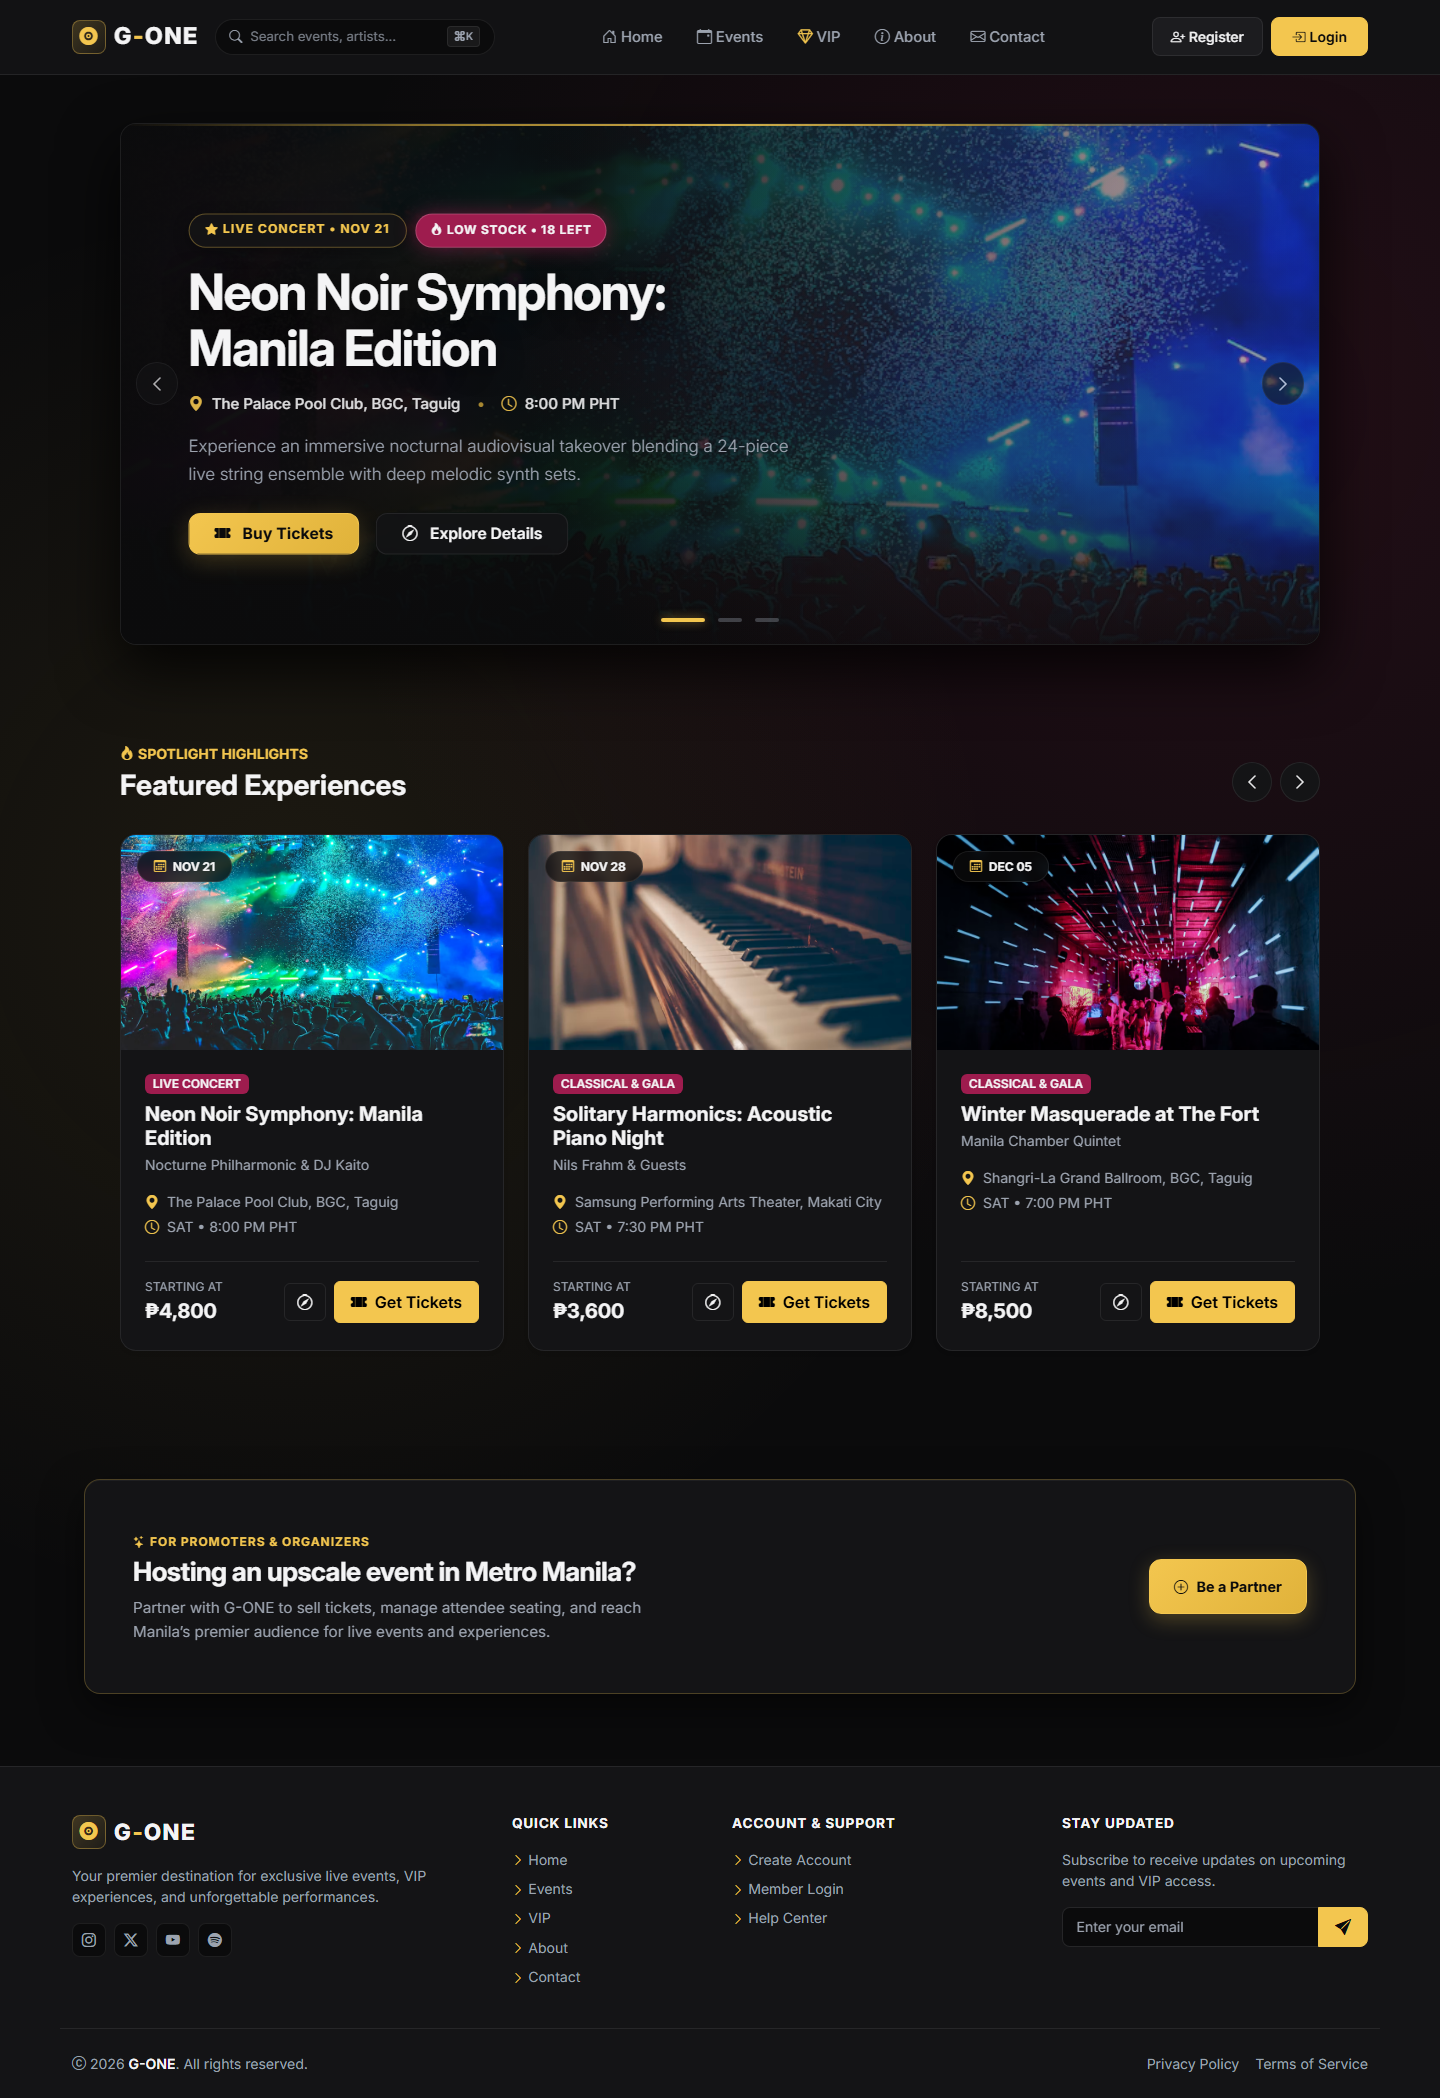 G-ONE
Search events, artists...
⌘K
Home
Events
VIP
About
Contact
Register
Login
LIVE CONCERT • NOV 21
LOW STOCK • 18 LEFT
Neon Noir Symphony:
Manila Edition
The Palace Pool Club, BGC, Taguig • 8:00 PM PHT
Experience an immersive nocturnal audiovisual takeover blending a 24-piece
live string ensemble with deep melodic synth sets.
Buy Tickets
Explore Details
SPOTLIGHT HIGHLIGHTS
Featured Experiences
NOV 21
LIVE CONCERT
Neon Noir Symphony: Manila
Edition
Nocturne Philharmonic & DJ Kaito
The Palace Pool Club, BGC, Taguig
SAT • 8:00 PM PHT
STARTING AT
₱4,800
Get Tickets
NOV 28
CLASSICAL & GALA
Solitary Harmonics: Acoustic
Piano Night
Nils Frahm & Guests
Samsung Performing Arts Theater, Makati City
SAT • 7:30 PM PHT
STARTING AT
₱3,600
Get Tickets
DEC 05
CLASSICAL & GALA
Winter Masquerade at The Fort
Manila Chamber Quintet
Shangri-La Grand Ballroom, BGC, Taguig
SAT • 7:00 PM PHT
STARTING AT
₱8,500
Get Tickets
FOR PROMOTERS & ORGANIZERS
Hosting an upscale event in Metro Manila?
Partner with G-ONE to sell tickets, manage attendee seating, and reach
Manila's premier audience for live events and experiences.
Be a Partner
G-ONE
Your premier destination for exclusive live events, VIP
experiences, and unforgettable performances.
QUICK LINKS
Home
Events
VIP
About
Contact
ACCOUNT & SUPPORT
Create Account
Member Login
Help Center
STAY UPDATED
Subscribe to receive updates on upcoming
events and VIP access.
Enter your email
© 2026 G-ONE. All rights reserved.
Privacy Policy
Terms of Service